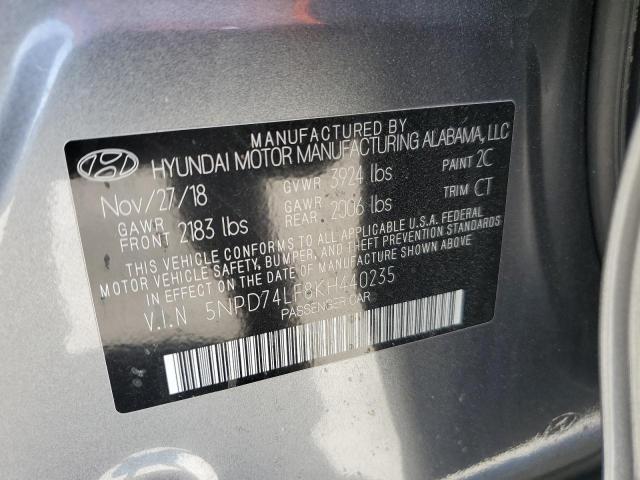 MANUFACTURED BY
HYUNDAI MOTOR MANUFACTURING ALABAMA, LLC
Nov/27/18 GVWR 3924 lbs PAINT 2C
GAWR FRONT 2183 lbs GAWR REAR 2006 lbs TRIM CT
THIS VEHICLE CONFORMS TO ALL APPLICABLE U.S.A. FEDERAL
MOTOR VEHICLE SAFETY, BUMPER, AND THEFT PREVENTION STANDARDS
IN EFFECT ON THE DATE OF MANUFACTURE SHOWN ABOVE.
V.I.N 5NPD74LF8KH440235
PASSENGER CAR